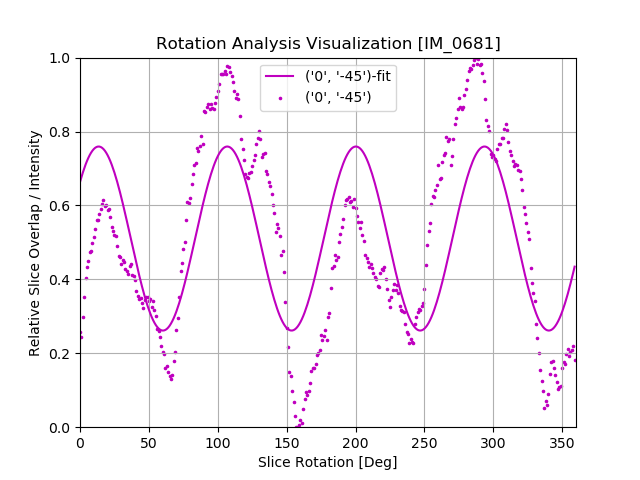 Rotation Analysis Visualization [IM_0681]
('0', '-45')-fit
('0', '-45')
Relative Slice Overlap / Intensity
1.0
0.8
0.6
0.4
0.2
0.0
0 50 100 150 200 250 300 350
Slice Rotation [Deg]